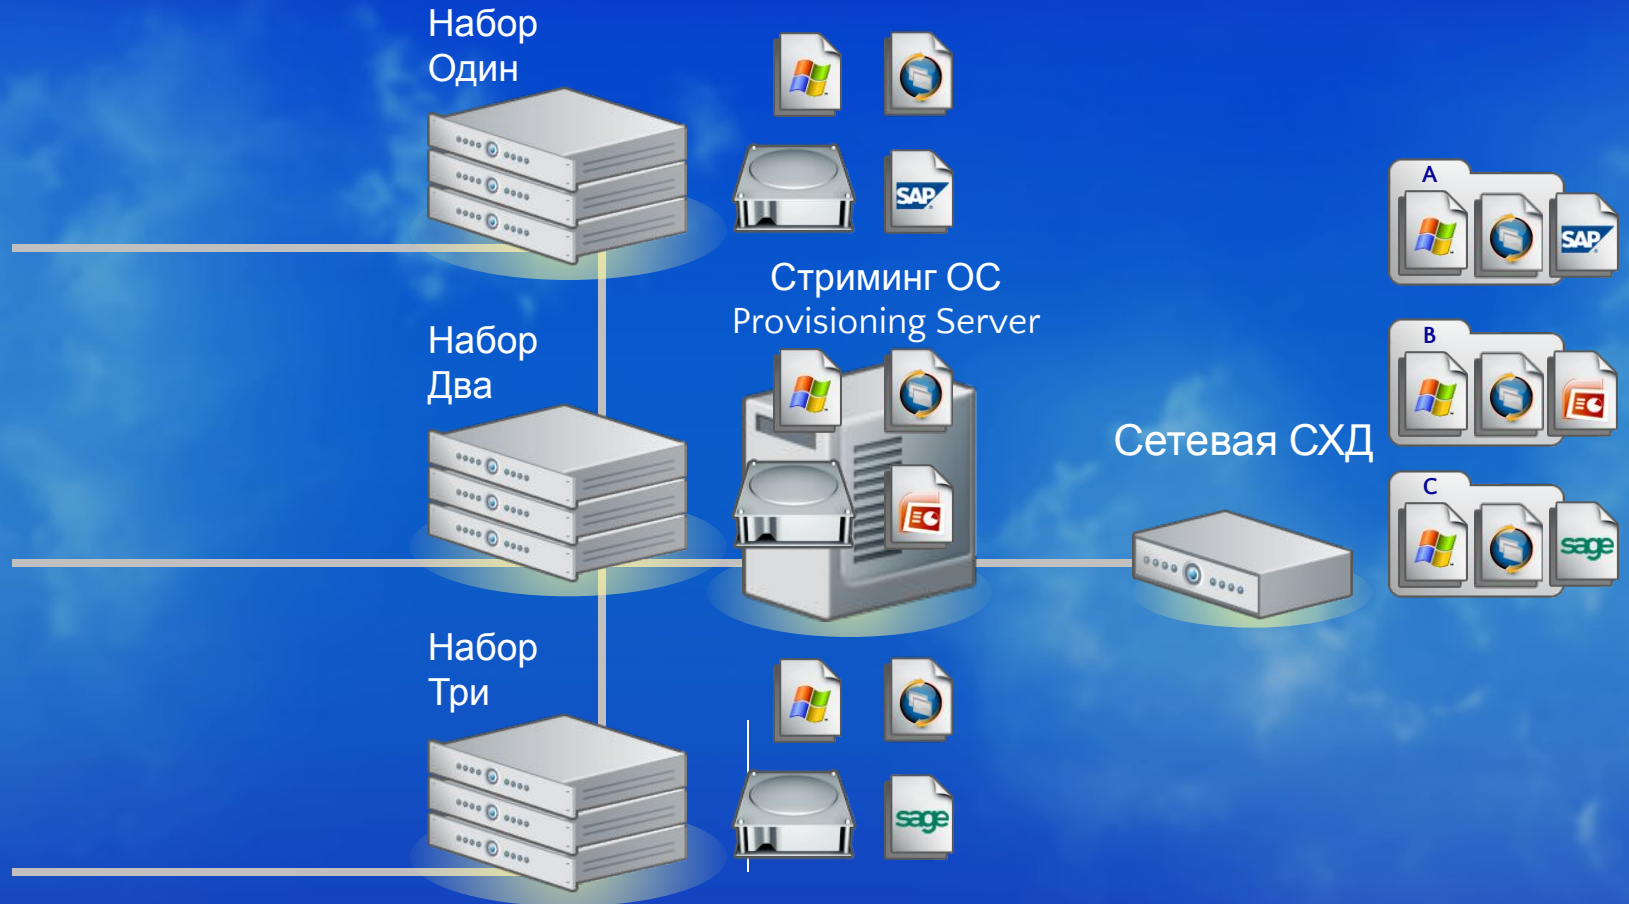 Набор
Один
SAP
Стриминг ОС
Provisioning Server
Набор
Два
Сетевая СХД
A
SAP
B
C
sage
Набор
Три
sage